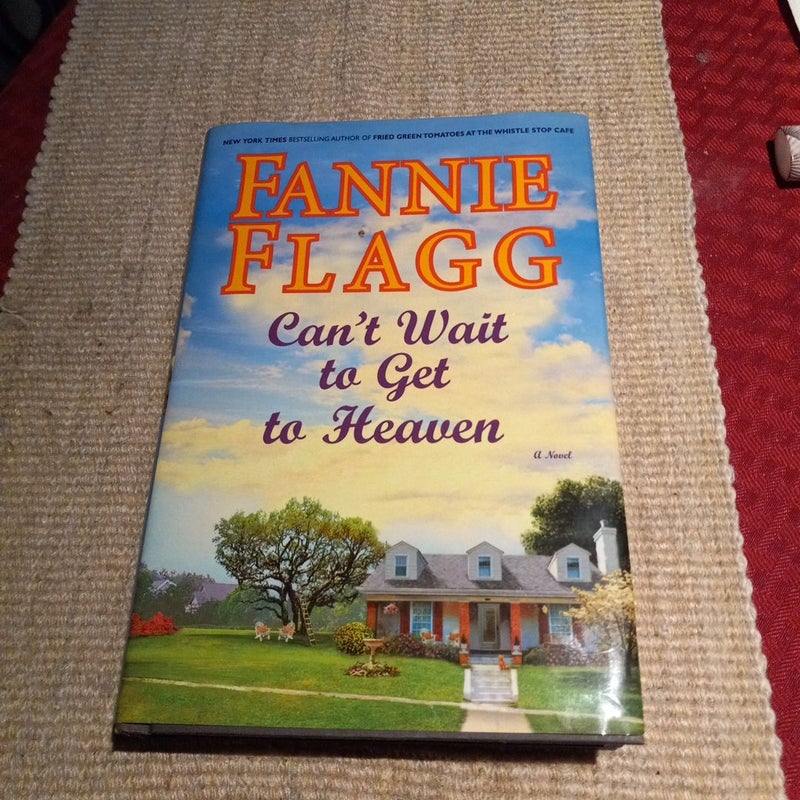 NEW YORK TIMES BESTSELLING AUTHOR OF FRIED GREEN TOMATOES AT THE WHISTLE STOP CAFE
FANNIE
FLAGG
Can't Wait
to Get
to Heaven
A Novel